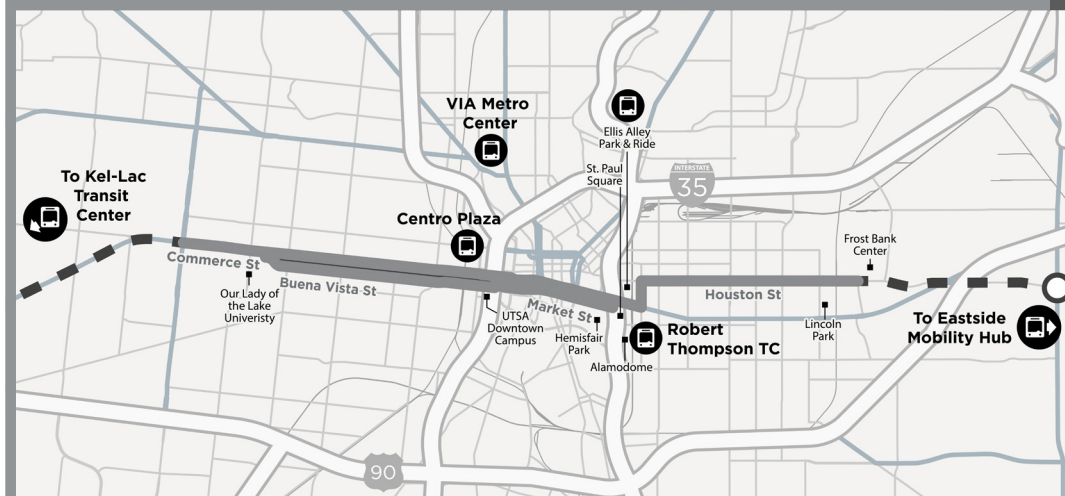 VIA Metro
Center
Ellis Alley
Park & Ride
St. Paul
Square
INTERSTATE
35
To Kel-Lac
Transit
Center
Centro Plaza
Frost Bank
Center
Commerce St
Buena Vista St
Our Lady of
the Lake
Univeristy
Market St
Houston St
UTSA
Downtown
Campus
Hemisfair
Park
Alamodome
Robert
Thompson TC
Lincoln
Park
To Eastside
Mobility Hub
90